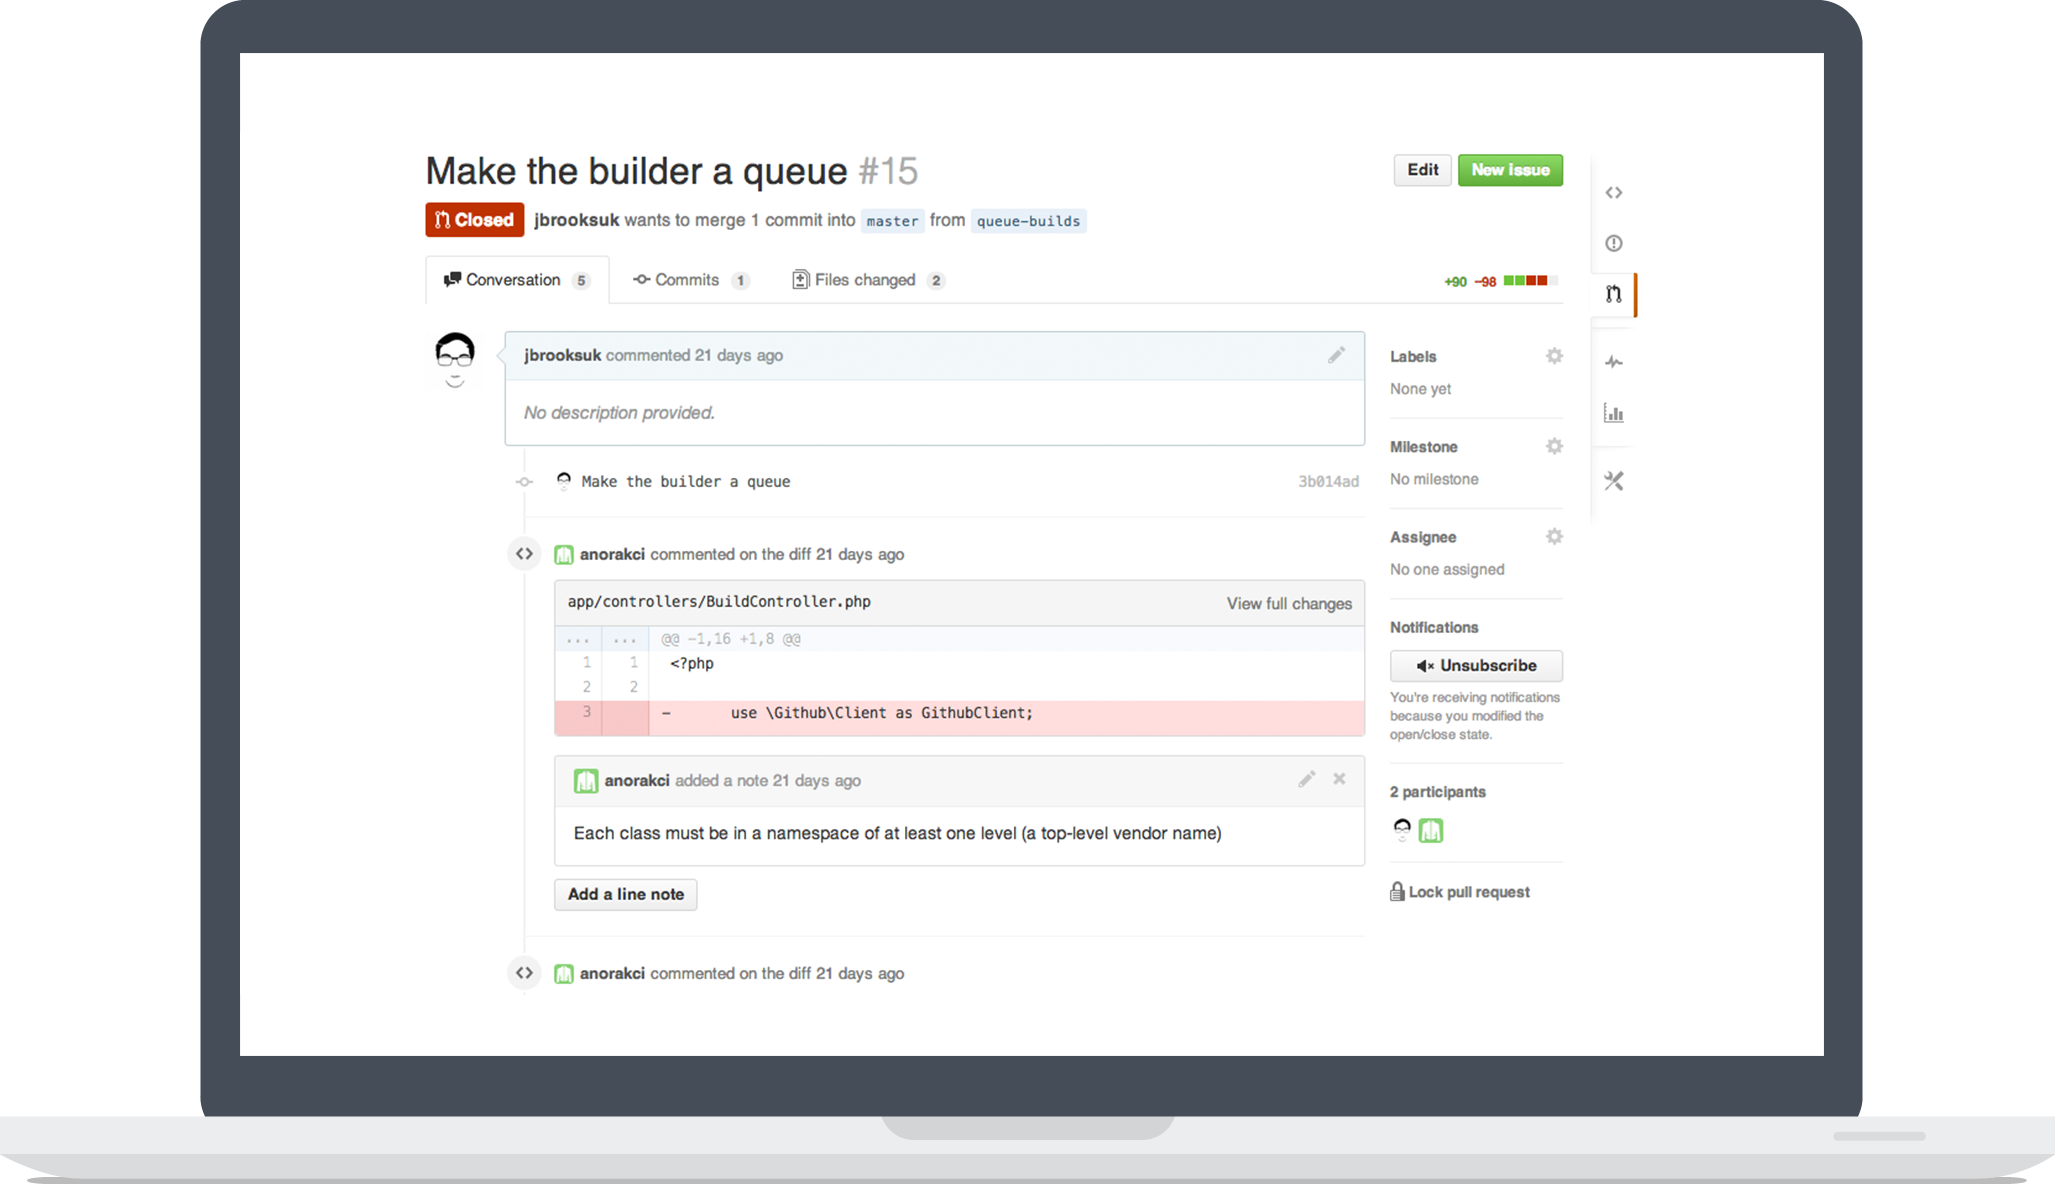 Make the builder a queue #15
Edit
New issue
Closed jbrooksuk wants to merge 1 commit into master from queue-builds
Conversation 5
Commits 1
Files changed 2
+90 −98
jbrooksuk commented 21 days ago
No description provided.
Make the builder a queue 3b014ad
anorakci commented on the diff 21 days ago
app/controllers/BuildController.php View full changes
... ... @@ -1,16 +1,8 @@
1 1 <?php
2 2
3 - use \Github\Client as GithubClient;
anorakci added a note 21 days ago
Each class must be in a namespace of at least one level (a top-level vendor name)
Add a line note
anorakci commented on the diff 21 days ago
Labels
None yet
Milestone
No milestone
Assignee
No one assigned
Notifications
Unsubscribe
You're receiving notifications
because you modified the
open/close state.
2 participants
Lock pull request